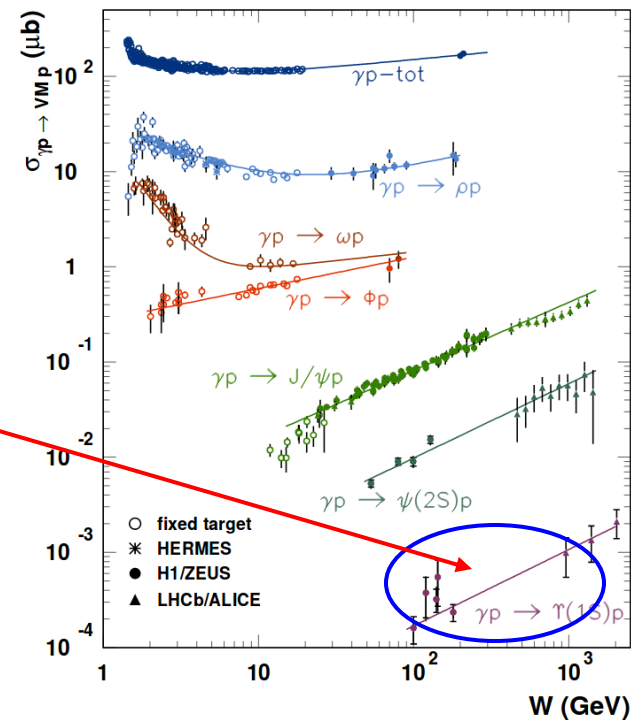 σγp → VM p (μb)
10²
γp−tot
10
γp → ρp
γp → ωp
1
γp → Φp
10⁻¹
γp → J/ψp
10⁻²
γp → ψ(2S)p
fixed target
HERMES
10⁻³
H1/ZEUS
LHCb/ALICE
γp → ϒ(1S)p
10⁻⁴
1 10 10² 10³
W (GeV)